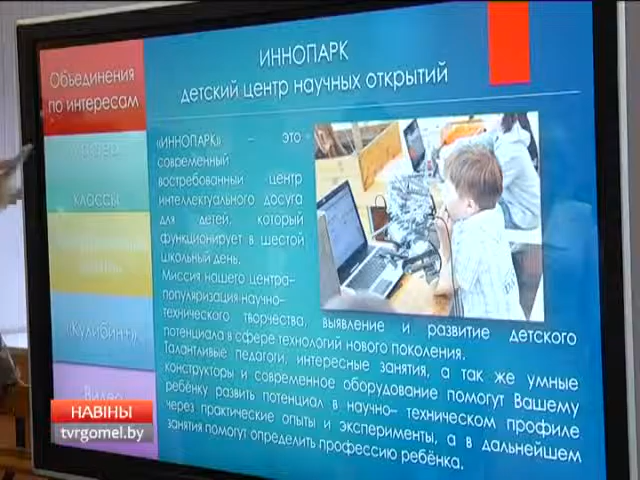 ИННОПАРК
детский центр научных открытий
Объединения
по интересам
классы
«Кулибин+»
Видео
«ИННОПАРК» – это
современный
востребованный центр
интеллектуального досуга
для детей, который
функционирует в шестой
школьный день.
Миссия нашего центра–
популяризация научно–
технического творчества, выявление и развитие детского
потенциала в сфере технологий нового поколения.
Талантливые педагоги, интересные занятия, а так же умные
конструкторы и современное оборудование помогут Вашему
ребёнку развить потенциал в научно– техническом профиле
через практические опыты и эксперименты, а в дальнейшем
занятия помогут определить профессию ребёнка.
НАВІНЫ
tvrgomel.by